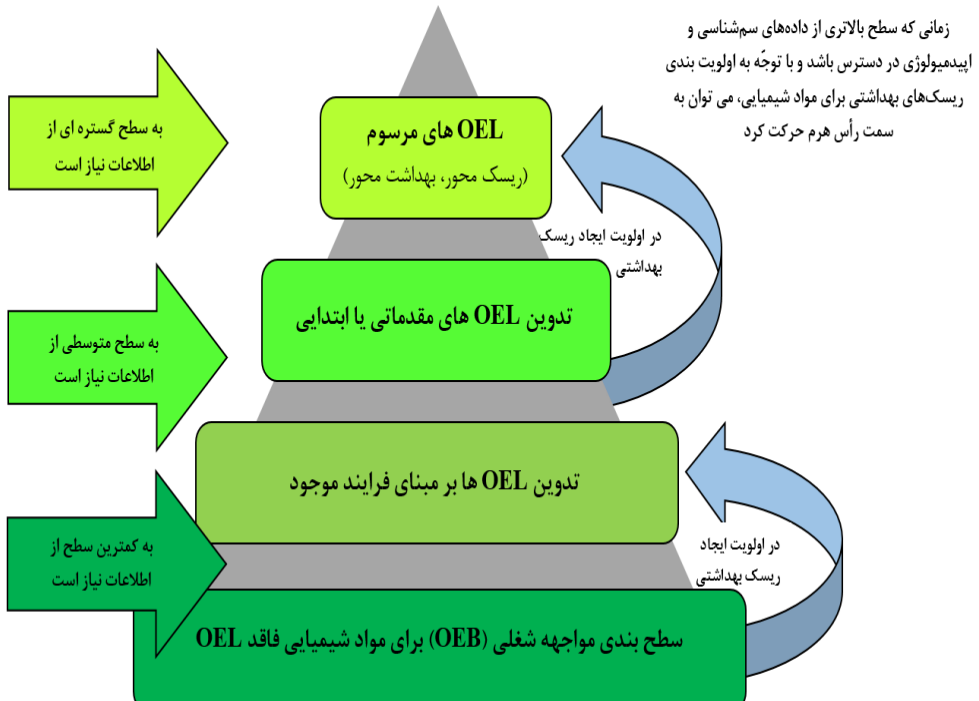 زمانی که سطح بالاتری از داده‌های سم‌شناسی و
اپیدمیولوژی در دسترس باشد و با توجّه به اولویت بندی
ریسک‌های بهداشتی برای مواد شیمیایی، می توان به
سمت رأس هرم حرکت کرد
به سطح گسترده ای از
اطلاعات نیاز است
OEL های مرسوم
(ریسک محور، بهداشت محور)
در اولویت ایجاد ریسک
بهداشتی
به سطح متوسطی از
اطلاعات نیاز است
تدوین OEL های مقدماتی یا ابتدایی
تدوین OEL ها بر مبنای فرایند موجود
در اولویت ایجاد
ریسک بهداشتی
به کمترین سطح از
اطلاعات نیاز است
سطح بندی مواجهه شغلی (OEB) برای مواد شیمیایی فاقد OEL